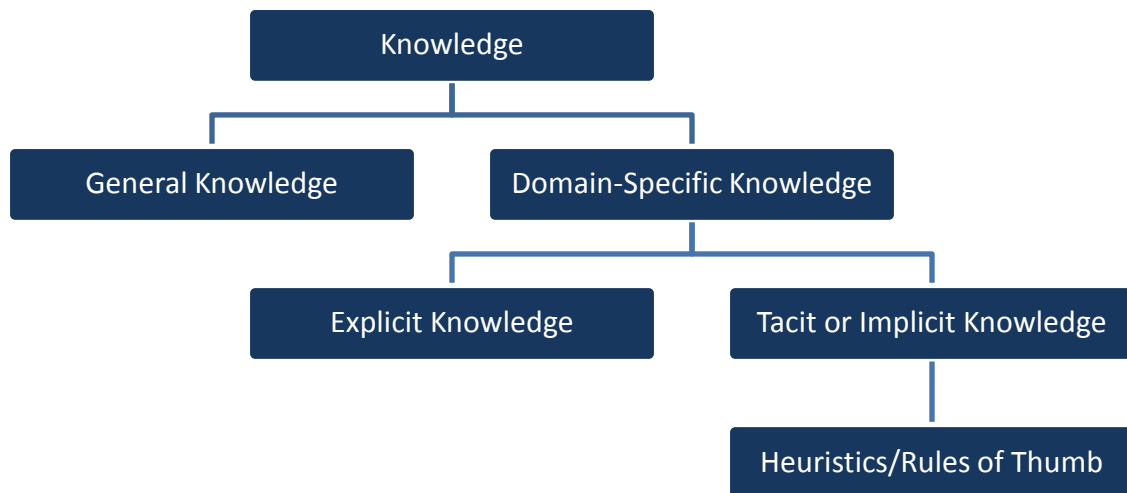 Knowledge
General Knowledge
Domain-Specific Knowledge
Explicit Knowledge
Tacit or Implicit Knowledge
Heuristics/Rules of Thumb